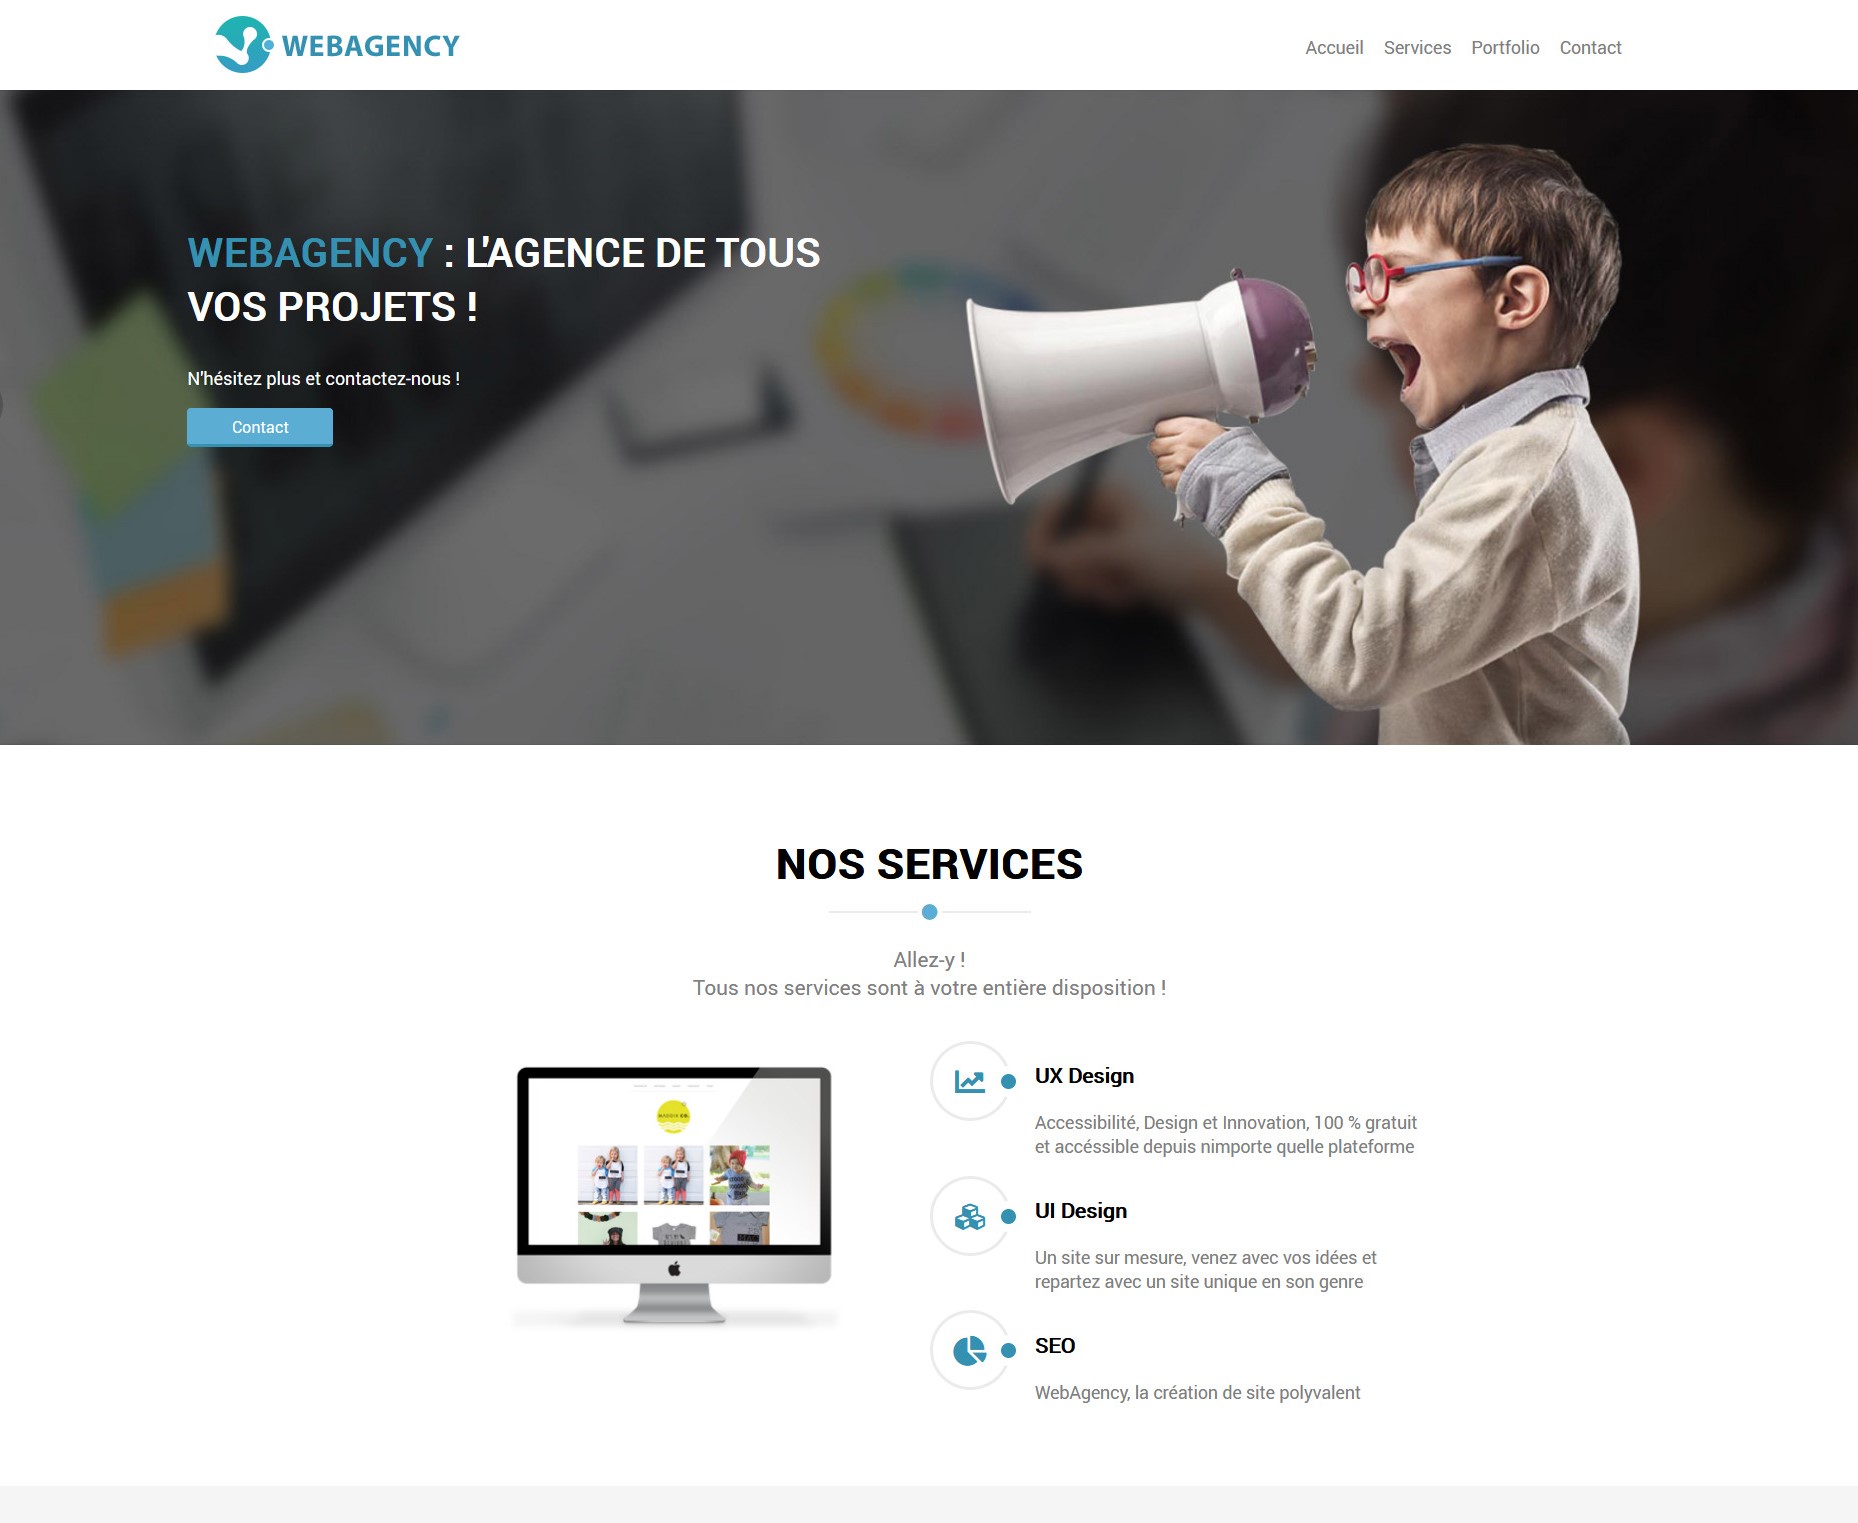 WEBAGENCY
Accueil Services Portfolio Contact
WEBAGENCY : L'AGENCE DE TOUS
VOS PROJETS !
N'hésitez plus et contactez-nous !
Contact
NOS SERVICES
Allez-y !
Tous nos services sont à votre entière disposition !
UX Design
Accessibilité, Design et Innovation, 100 % gratuit
et accéssible depuis nimporte quelle plateforme
UI Design
Un site sur mesure, venez avec vos idées et
repartez avec un site unique en son genre
SEO
WebAgency, la création de site polyvalent